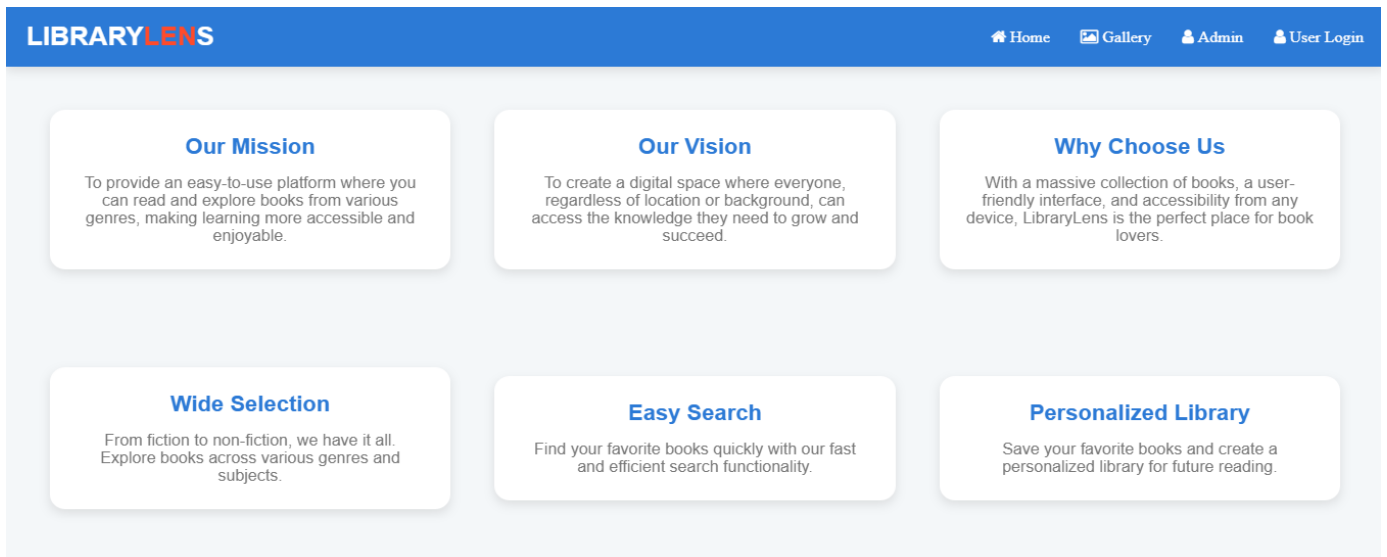 LIBRARYLENS
Home Gallery Admin User Login
Our Mission
To provide an easy-to-use platform where you
can read and explore books from various
genres, making learning more accessible and
enjoyable.
Our Vision
To create a digital space where everyone,
regardless of location or background, can
access the knowledge they need to grow and
succeed.
Why Choose Us
With a massive collection of books, a user-
friendly interface, and accessibility from any
device, LibraryLens is the perfect place for book
lovers.
Wide Selection
From fiction to non-fiction, we have it all.
Explore books across various genres and
subjects.
Easy Search
Find your favorite books quickly with our fast
and efficient search functionality.
Personalized Library
Save your favorite books and create a
personalized library for future reading.